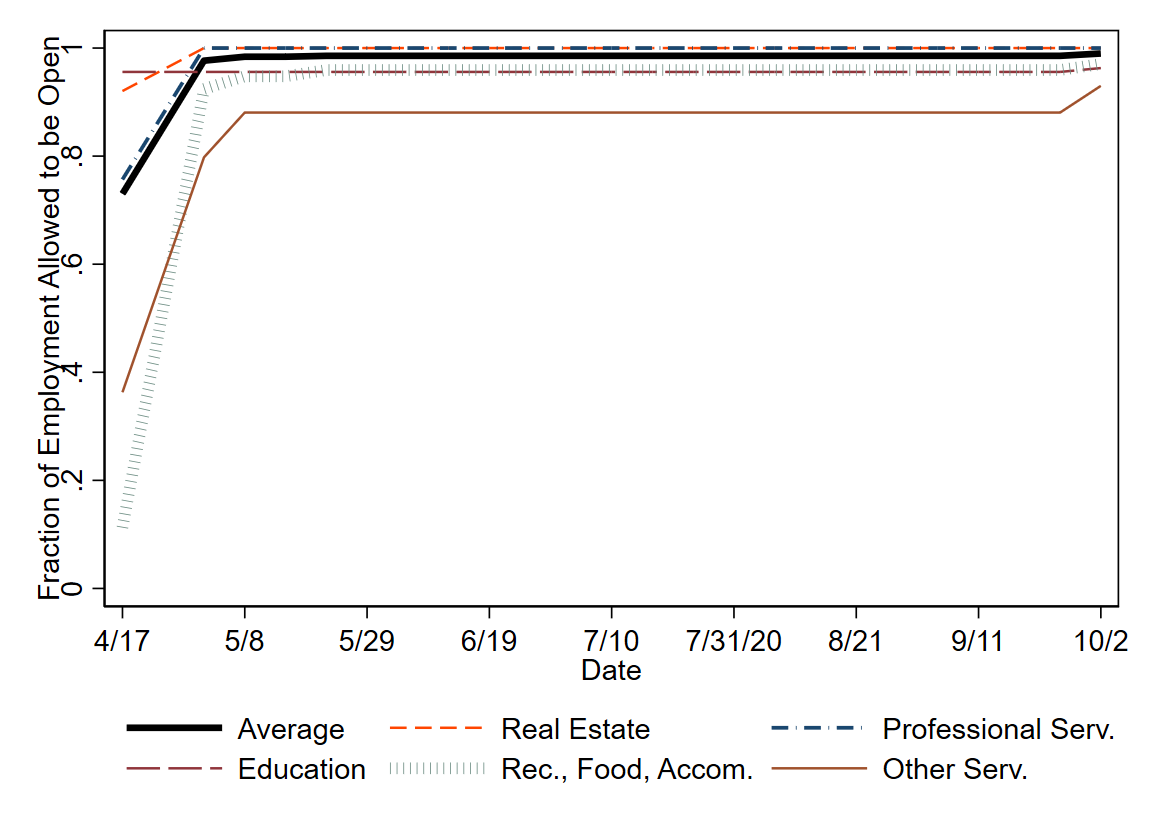 Fraction of Employment Allowed to be Open
1
.8
.6
.4
.2
0
4/17 5/8 5/29 6/19 7/10 7/31/20 8/21 9/11 10/2
Date
Average Real Estate Professional Serv.
Education Rec., Food, Accom. Other Serv.